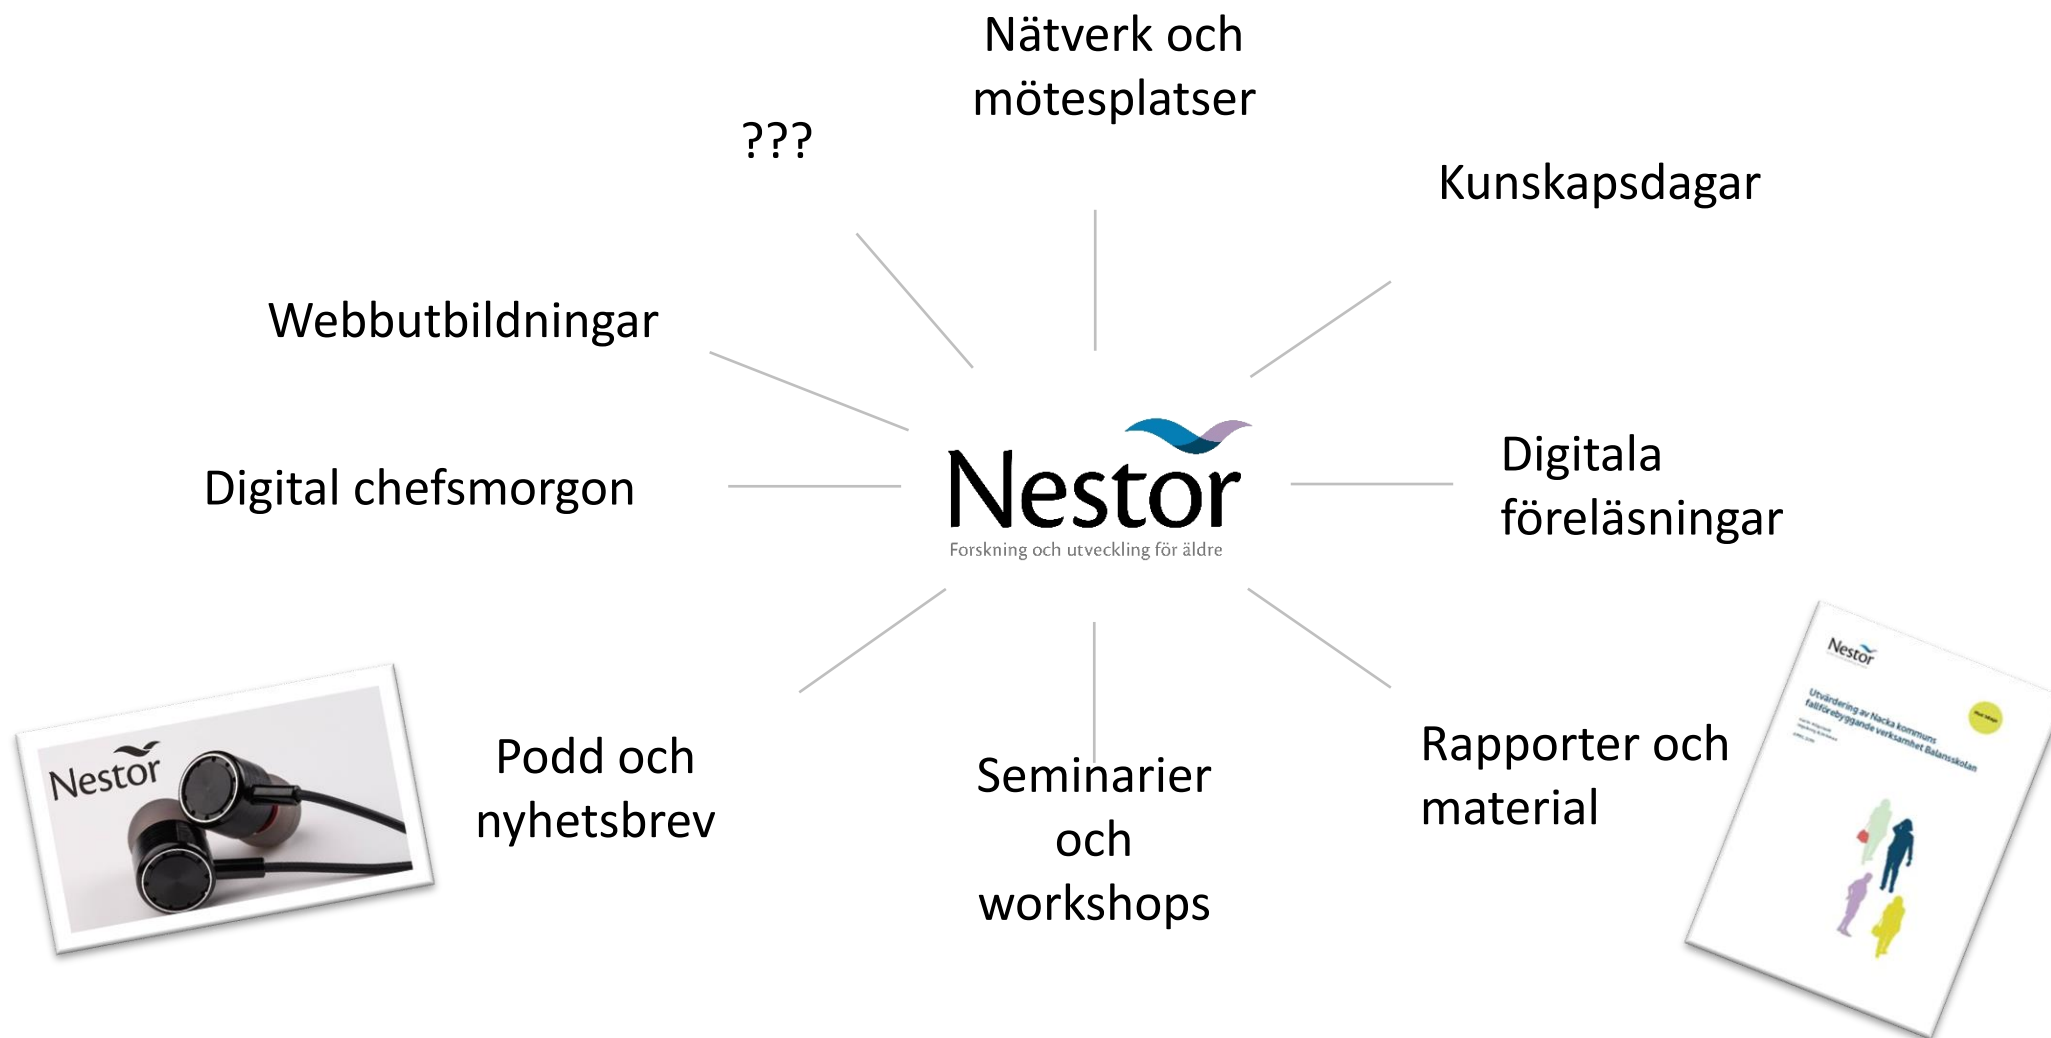 Nätverk och
mötesplatser
???
Kunskapsdagar
Webbutbildningar
Digital chefsmorgon
Nestor
Forskning och utveckling för äldre
Digitala
föreläsningar
Podd och
nyhetsbrev
Seminarier
och
workshops
Rapporter och
material
Nestor
Nestor
Utvärdering av Nacka kommuns
fallförebyggande verksamhet Balansskolan